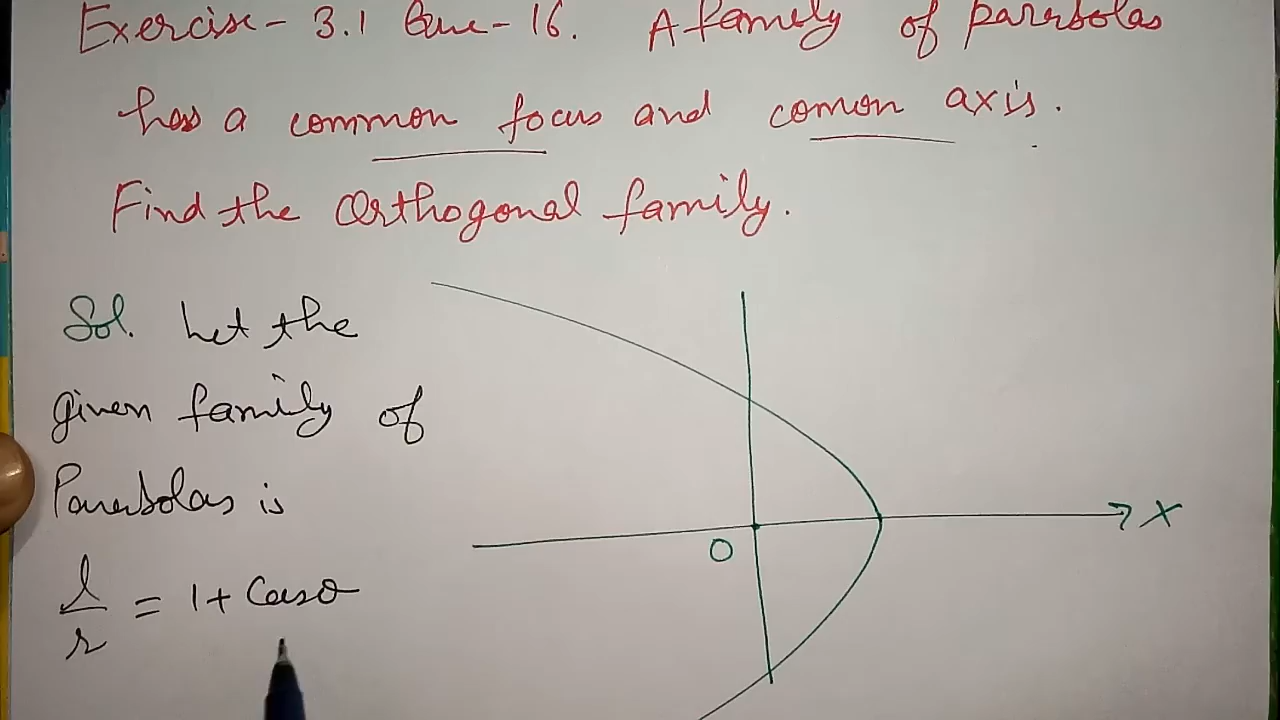 Exercise - 3.1 Que - 16. A family of parabolas
has a common focus and comon axis.
Find the Orthogonal family.
Sol. Let the
given family of
Parabolas is
l/r = 1 + Cosθ
O
X